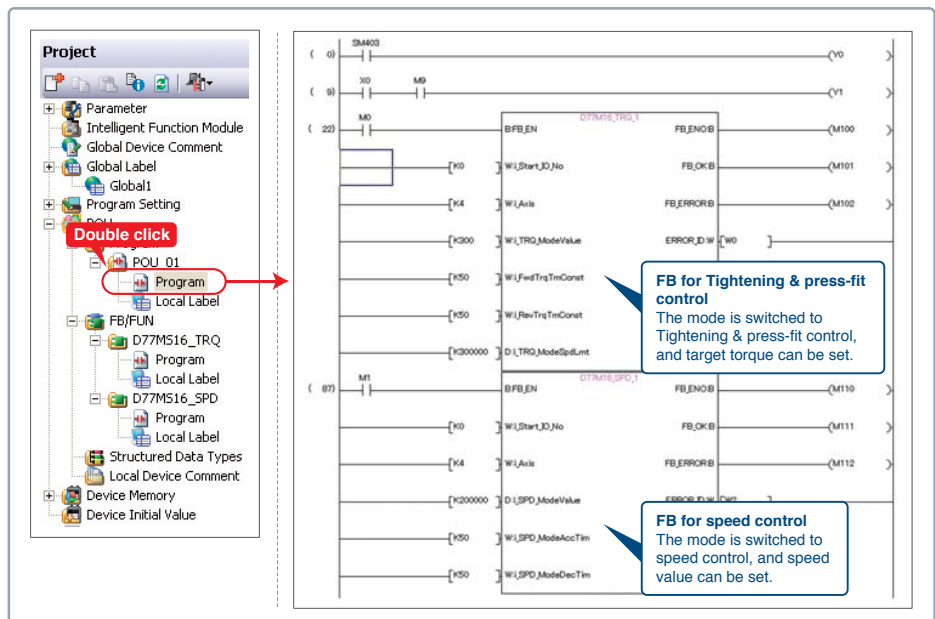 Project
Parameter
Intelligent Function Module
Global Device Comment
Global Label
Global1
Program Setting
Double click
POU_01
Program
Local Label
FB/FUN
D77MS16_TRQ
Program
Local Label
D77MS16_SPD
Program
Local Label
Structured Data Types
Local Device Comment
Device Memory
Device Initial Value
SM403
( 0) (Y0 )
X0 M9
( 9) (Y1 )
M0 D77M16_TRQ_1
( 22) B:FB_EN FB_ENO:B (M100 )
[K0 ] W:i_Start_IO_No FB_OK:B (M101 )
[K4 ] W:i_Axis FB_ERROR:B (M102 )
[K300 ] W:i_TRQ_ModeValue ERROR_ID:W [W0 ]
[K50 ] W:i_FwdTrqTmConst
[K50 ] W:i_RevTrqTmConst
[K300000 ] D:i_TRQ_ModeSpdLmt
FB for Tightening & press-fit
control
The mode is switched to
Tightening & press-fit control,
and target torque can be set.
M1 D77M16_SPD_1
( 87) B:FB_EN FB_ENO:B (M110 )
[K0 ] W:i_Start_IO_No FB_OK:B (M111 )
[K4 ] W:i_Axis FB_ERROR:B (M112 )
[K200000 ] D:i_SPD_ModeValue
[K50 ] W:i_SPD_ModeAccTim
[K50 ] W:i_SPD_ModeDecTim
FB for speed control
The mode is switched to
speed control, and speed
value can be set.